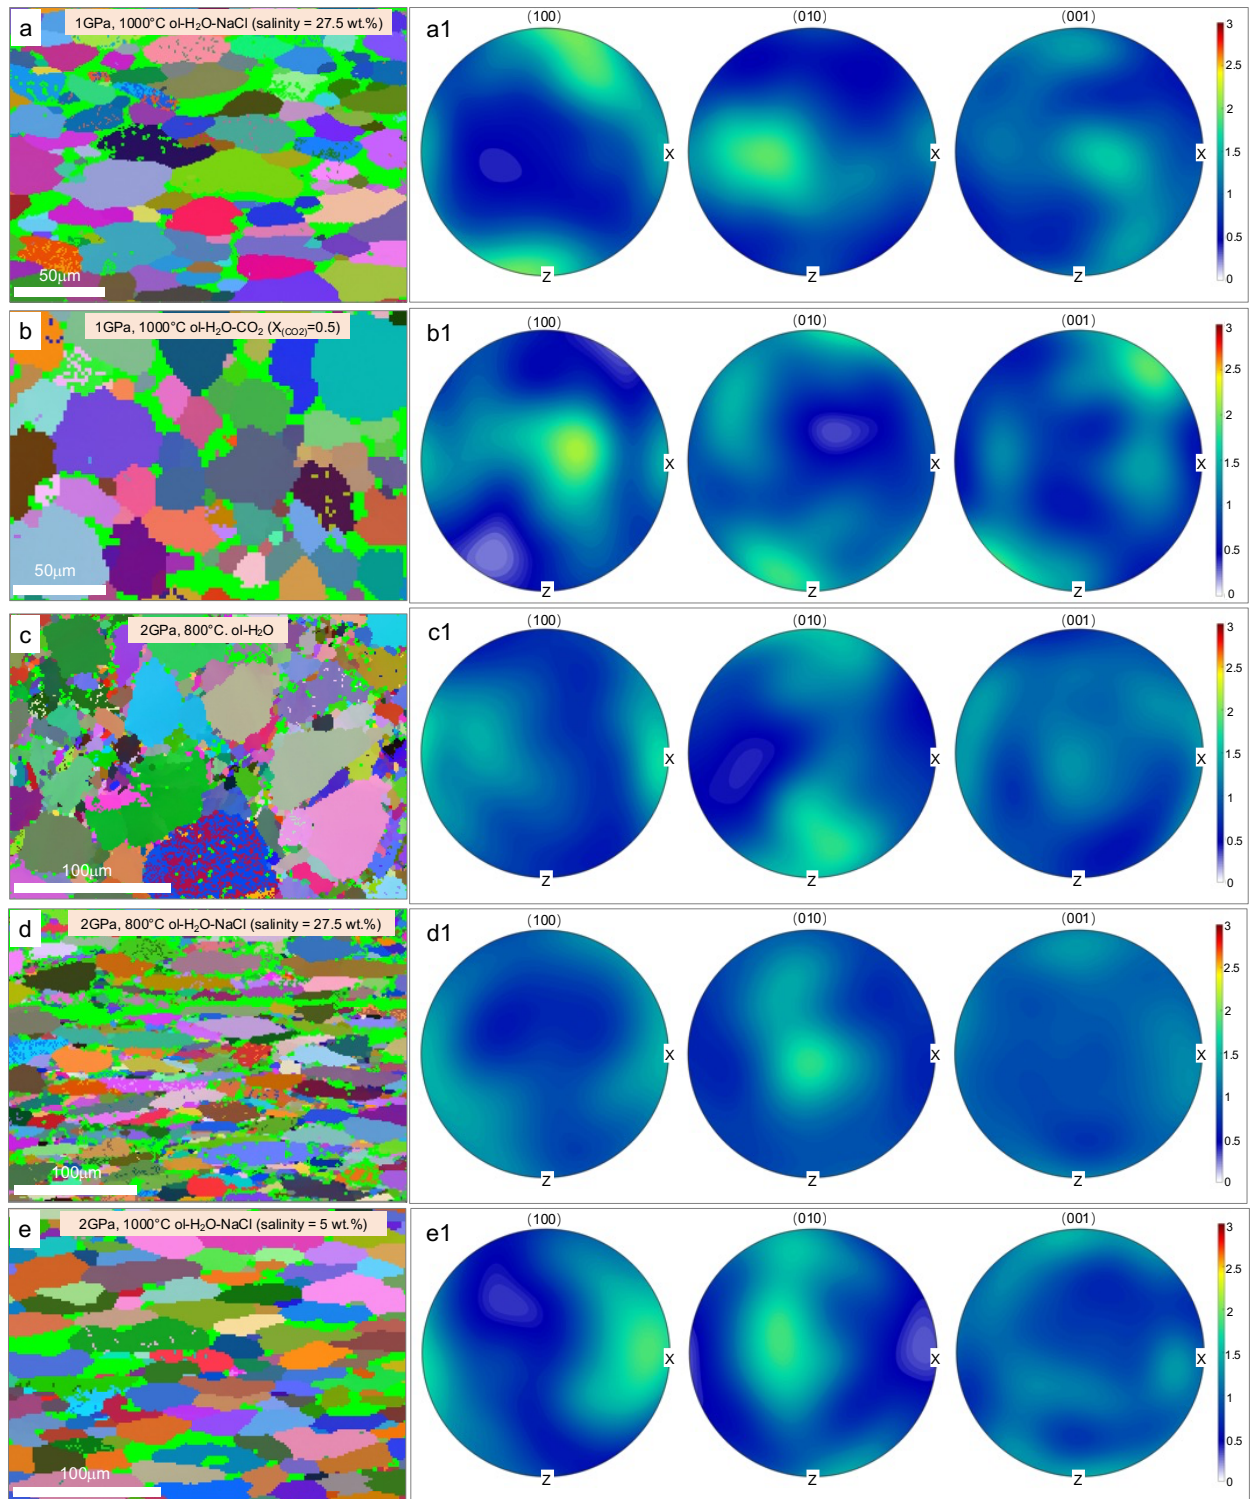 a
1GPa, 1000°C ol-H₂O-NaCl (salinity = 27.5 wt.%)
50μm
a1
(100)
(010)
(001)
X
X
X
Z
Z
Z
3
2.5
2
1.5
1
0.5
0
b
1GPa, 1000°C ol-H₂O-CO₂ (X(CO2)=0.5)
50μm
b1
(100)
(010)
(001)
X
X
X
Z
Z
Z
3
2.5
2
1.5
1
0.5
0
c
2GPa, 800°C. ol-H₂O
100μm
c1
(100)
(010)
(001)
X
X
X
Z
Z
Z
3
2.5
2
1.5
1
0.5
0
d
2GPa, 800°C ol-H₂O-NaCl (salinity = 27.5 wt.%)
100μm
d1
(100)
(010)
(001)
X
X
X
Z
Z
Z
3
2.5
2
1.5
1
0.5
0
e
2GPa, 1000°C ol-H₂O-NaCl (salinity = 5 wt.%)
100μm
e1
(100)
(010)
(001)
X
X
X
Z
Z
Z
3
2.5
2
1.5
1
0.5
0